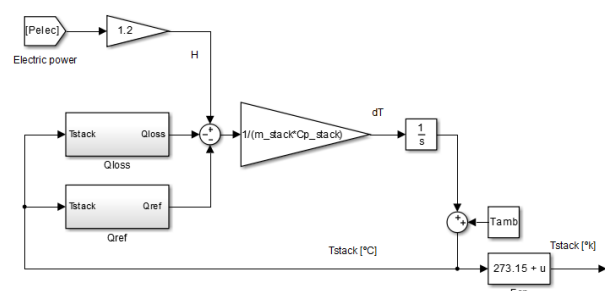 [Pelec]
1.2
Electric power
H
dT
Tstack
Qloss
Qloss
+
−
−
1/(m_stack*Cp_stack)
1
s
Tstack
Qref
Qref
+
+
Tamb
Tstack [ºC]
Tstack [ºk]
273.15 + u